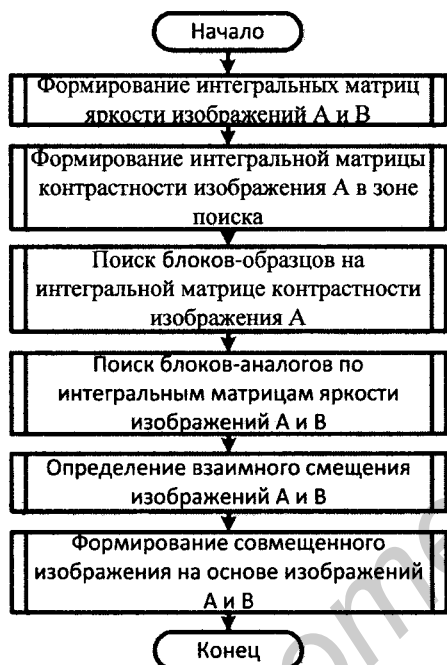 Начало
Формирование интегральных матриц
яркости изображений А и В
Формирование интегральной матрицы
контрастности изображения А в зоне
поиска
Поиск блоков-образцов на
интегральной матрице контрастности
изображения А
Поиск блоков-аналогов по
интегральным матрицам яркости
изображений А и В
Определение взаимного смещения
изображений А и В
Формирование совмещенного
изображения на основе изображений
А и В
Конец